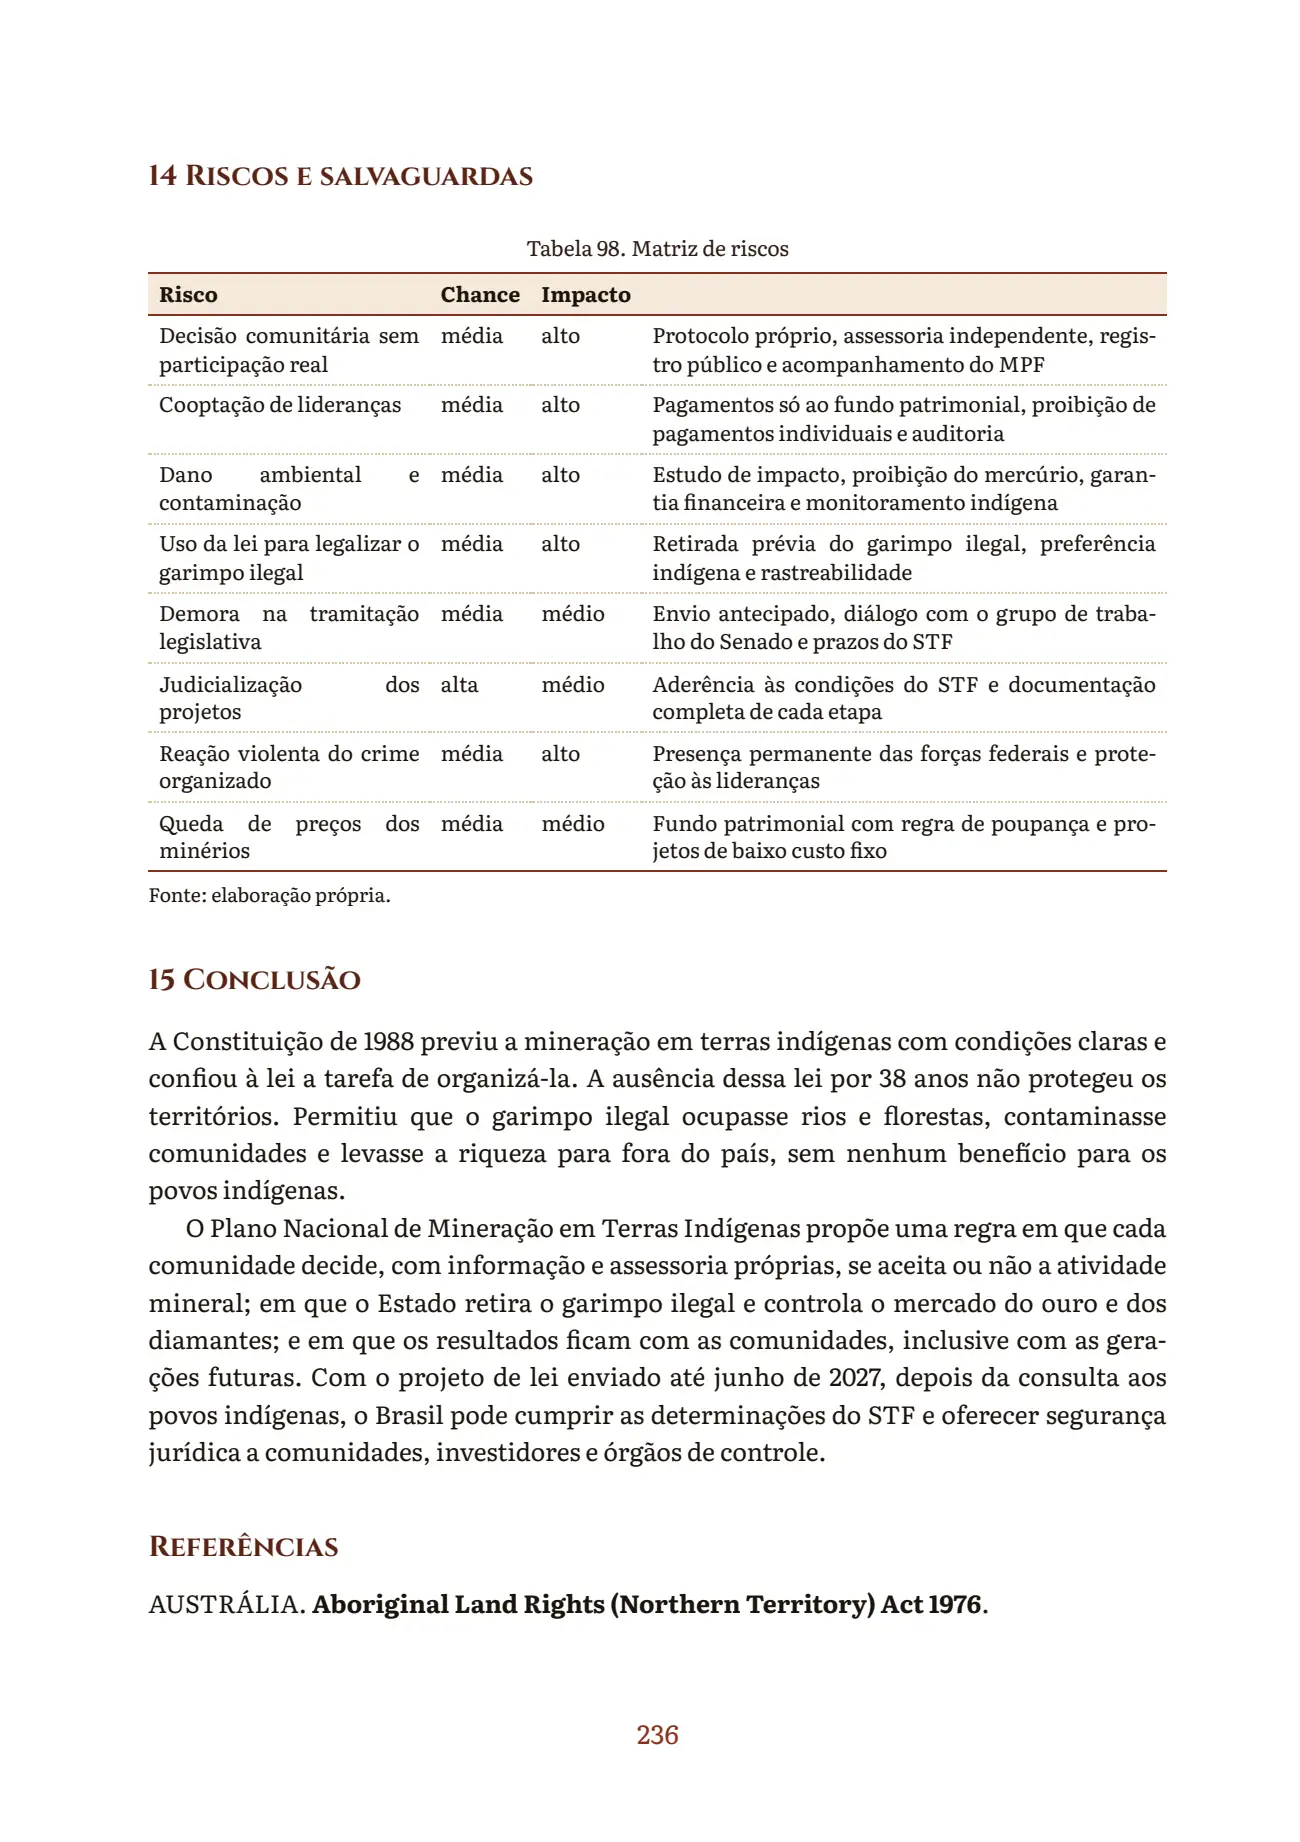 14 Riscos e salvaguardas
Tabela 98. Matriz de riscos
Risco Chance Impacto
Decisão comunitária sem média alto Protocolo próprio, assessoria independente, regis-
participação real tro público e acompanhamento do MPF
Cooptação de lideranças média alto Pagamentos só ao fundo patrimonial, proibição de
pagamentos individuais e auditoria
Dano ambiental e média alto Estudo de impacto, proibição do mercúrio, garan-
contaminação tia financeira e monitoramento indígena
Uso da lei para legalizar o média alto Retirada prévia do garimpo ilegal, preferência
garimpo ilegal indígena e rastreabilidade
Demora na tramitação média médio Envio antecipado, diálogo com o grupo de traba-
legislativa lho do Senado e prazos do STF
Judicialização dos alta médio Aderência às condições do STF e documentação
projetos completa de cada etapa
Reação violenta do crime média alto Presença permanente das forças federais e prote-
organizado ção às lideranças
Queda de preços dos média médio Fundo patrimonial com regra de poupança e pro-
minérios jetos de baixo custo fixo
Fonte: elaboração própria.
15 Conclusão
A Constituição de 1988 previu a mineração em terras indígenas com condições claras e
confiou à lei a tarefa de organizá-la. A ausência dessa lei por 38 anos não protegeu os
territórios. Permitiu que o garimpo ilegal ocupasse rios e florestas, contaminasse
comunidades e levasse a riqueza para fora do país, sem nenhum benefício para os
povos indígenas.
O Plano Nacional de Mineração em Terras Indígenas propõe uma regra em que cada
comunidade decide, com informação e assessoria próprias, se aceita ou não a atividade
mineral; em que o Estado retira o garimpo ilegal e controla o mercado do ouro e dos
diamantes; e em que os resultados ficam com as comunidades, inclusive com as gera-
ções futuras. Com o projeto de lei enviado até junho de 2027, depois da consulta aos
povos indígenas, o Brasil pode cumprir as determinações do STF e oferecer segurança
jurídica a comunidades, investidores e órgãos de controle.
Referências
AUSTRÁLIA. Aboriginal Land Rights (Northern Territory) Act 1976.
236